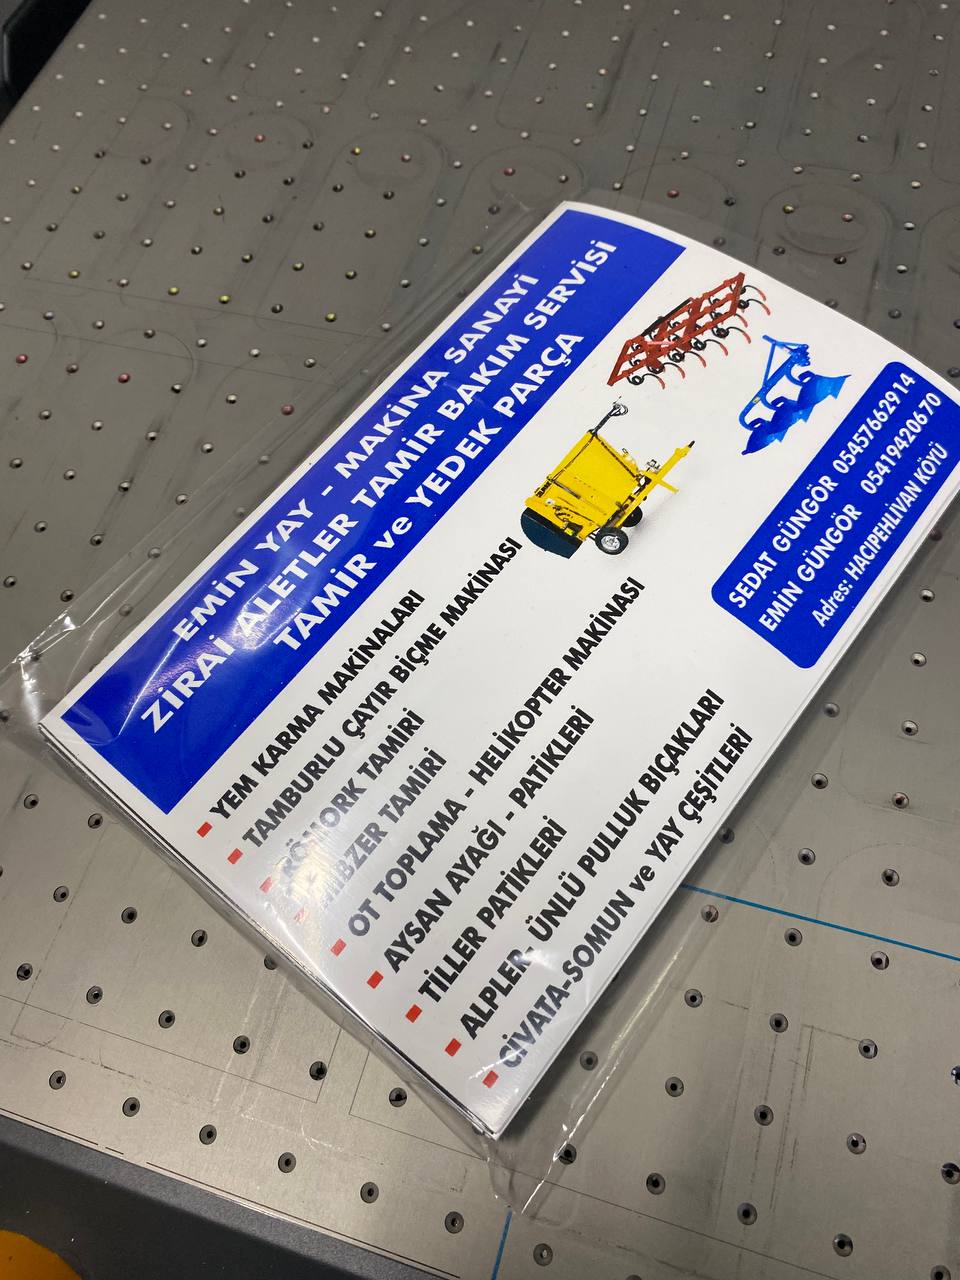 EMİN YAY - MAKİNA SANAYİ
ZİRAİ ALETLER TAMİR BAKIM SERVİSİ
TAMİR ve YEDEK PARÇA
YEM KARMA MAKİNALARI
TAMBURLU ÇAYIR BİÇME MAKİNASI
TAMİRİ
TAMİRİ
OT TOPLAMA - HELİKOPTER MAKİNASI
AYSAN AYAĞI - PATİKLERİ
TİLLER PATİKLERİ
ALPLER- ÜNLÜ PULLUK BIÇAKLARI
CİVATA-SOMUN ve YAY ÇEŞİTLERİ
SEDAT GÜNGÖR 05457662914
EMİN GÜNGÖR 05419420670
Adres: HACIPEHLİVAN KÖYÜ